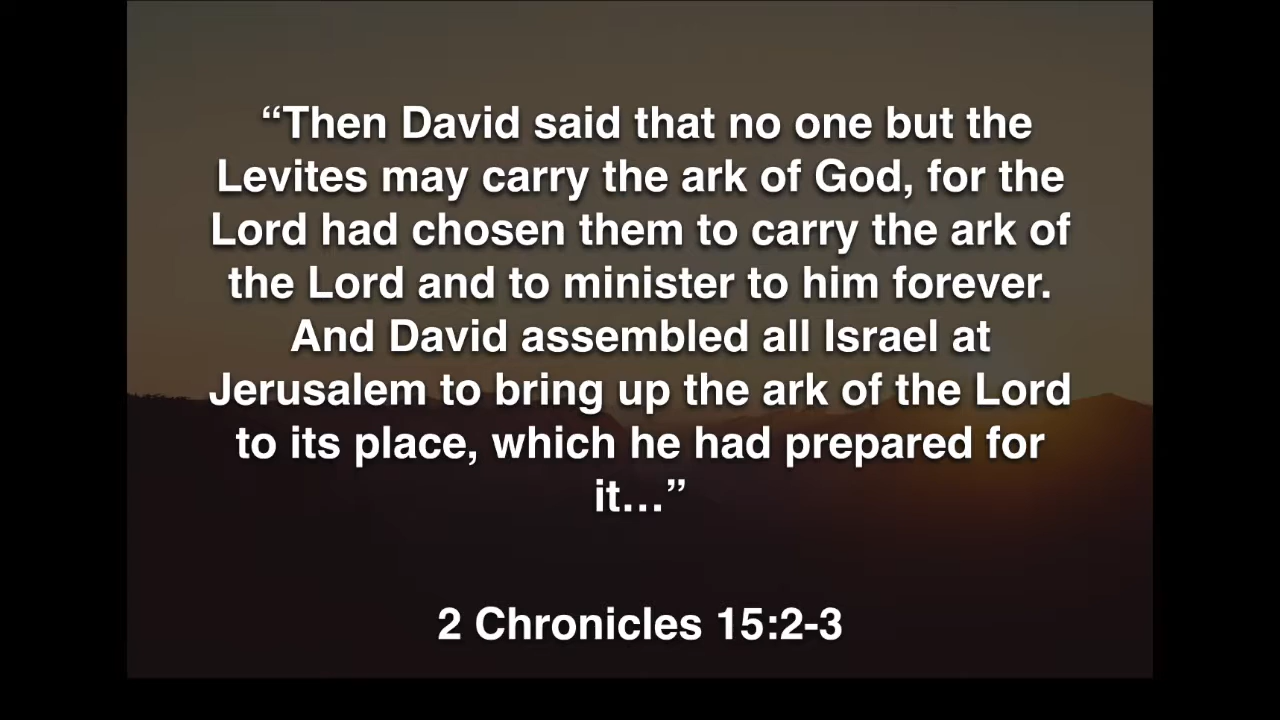 “Then David said that no one but the
Levites may carry the ark of God, for the
Lord had chosen them to carry the ark of
the Lord and to minister to him forever.
And David assembled all Israel at
Jerusalem to bring up the ark of the Lord
to its place, which he had prepared for
it…”
2 Chronicles 15:2-3